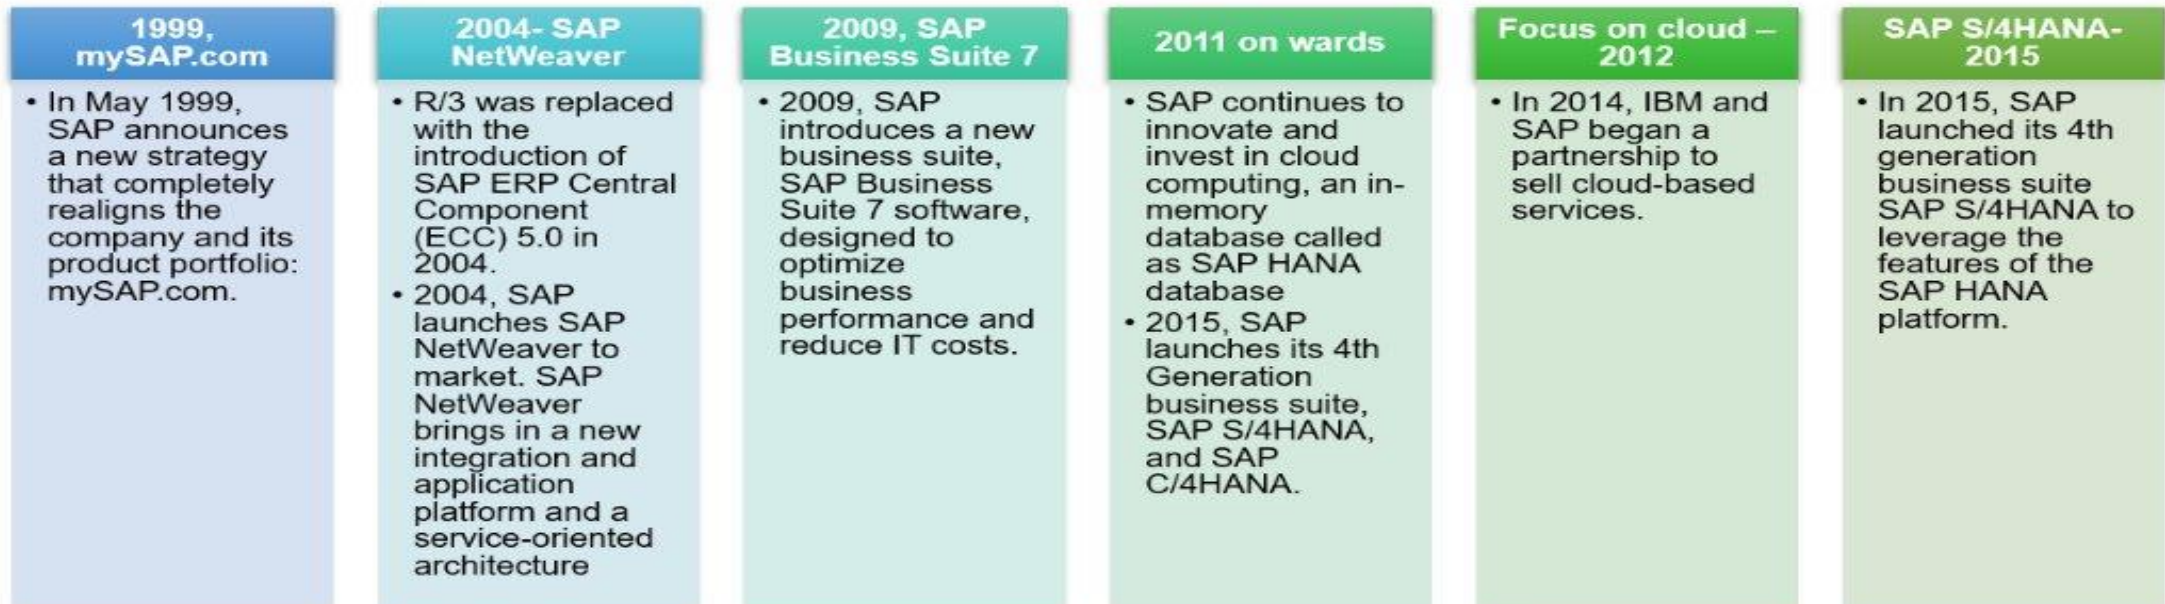 1999,
mySAP.com
• In May 1999,
SAP announces
a new strategy
that completely
realigns the
company and its
product portfolio:
mySAP.com.
2004- SAP
NetWeaver
• R/3 was replaced
with the
introduction of
SAP ERP Central
Component
(ECC) 5.0 in
2004.
• 2004, SAP
launches SAP
NetWeaver to
market. SAP
NetWeaver
brings in a new
integration and
application
platform and a
service-oriented
architecture
2009, SAP
Business Suite 7
• 2009, SAP
introduces a new
business suite,
SAP Business
Suite 7 software,
designed to
optimize
business
performance and
reduce IT costs.
2011 on wards
• SAP continues to
innovate and
invest in cloud
computing, an in-
memory
database called
as SAP HANA
database
• 2015, SAP
launches its 4th
Generation
business suite,
SAP S/4HANA,
and SAP
C/4HANA.
Focus on cloud –
2012
• In 2014, IBM and
SAP began a
partnership to
sell cloud-based
services.
SAP S/4HANA-
2015
• In 2015, SAP
launched its 4th
generation
business suite
SAP S/4HANA to
leverage the
features of the
SAP HANA
platform.